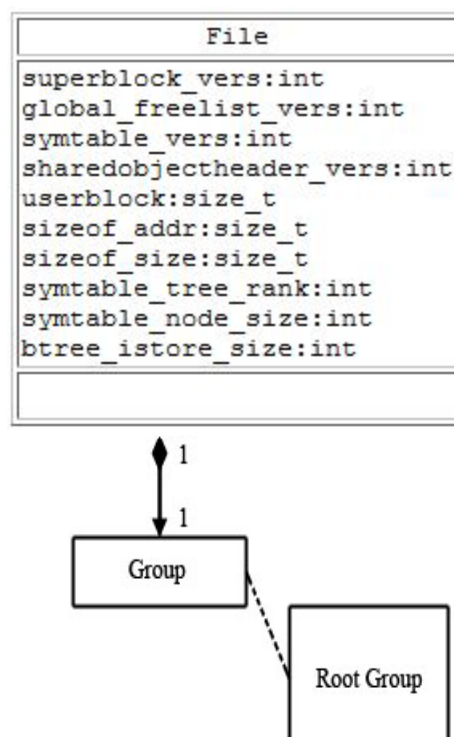 File
superblock_vers:int
global_freelist_vers:int
symtable_vers:int
sharedobjectheader_vers:int
userblock:size_t
sizeof_addr:size_t
sizeof_size:size_t
symtable_tree_rank:int
symtable_node_size:int
btree_istore_size:int
1
1
Group
Root Group